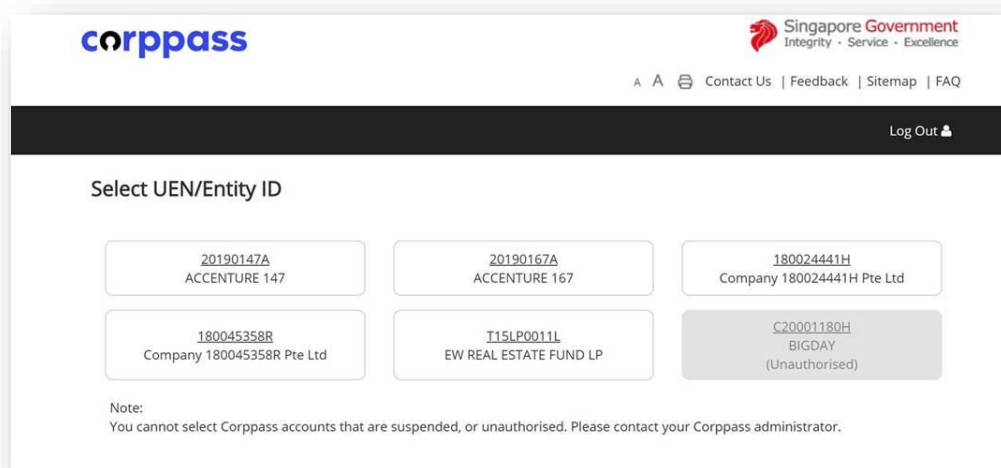 corppass
Singapore Government
Integrity · Service · Excellence
A A Contact Us | Feedback | Sitemap | FAQ
Log Out
Select UEN/Entity ID
20190147A
ACCENTURE 147
20190167A
ACCENTURE 167
180024441H
Company 180024441H Pte Ltd
180045358R
Company 180045358R Pte Ltd
T15LP0011L
EW REAL ESTATE FUND LP
C20001180H
BIGDAY
(Unauthorised)
Note:
You cannot select Corppass accounts that are suspended, or unauthorised. Please contact your Corppass administrator.